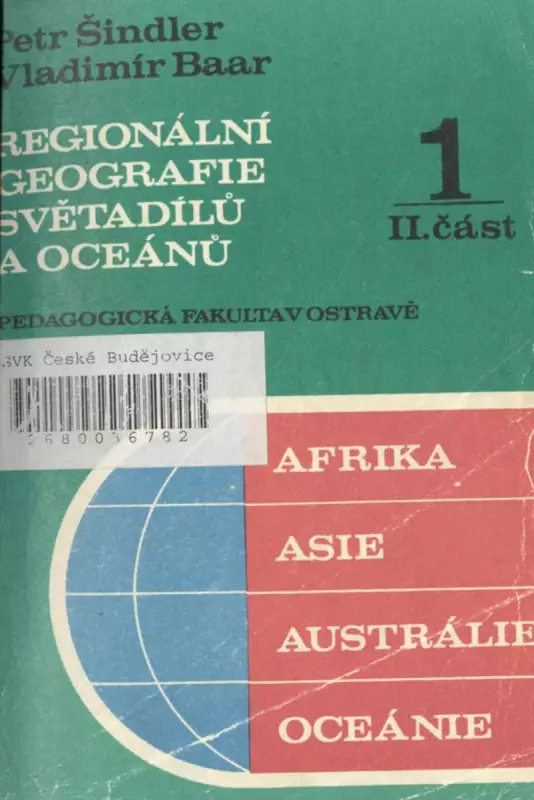 Petr Šindler
Vladimír Baar
REGIONÁLNÍ
GEOGRAFIE
SVĚTADÍLŮ
A OCEÁNŮ
1
II. část
PEDAGOGICKÁ FAKULTA V OSTRAVĚ
JVK České Budějovice
2680036782
AFRIKA
ASIE
AUSTRÁLIE
OCEÁNIE